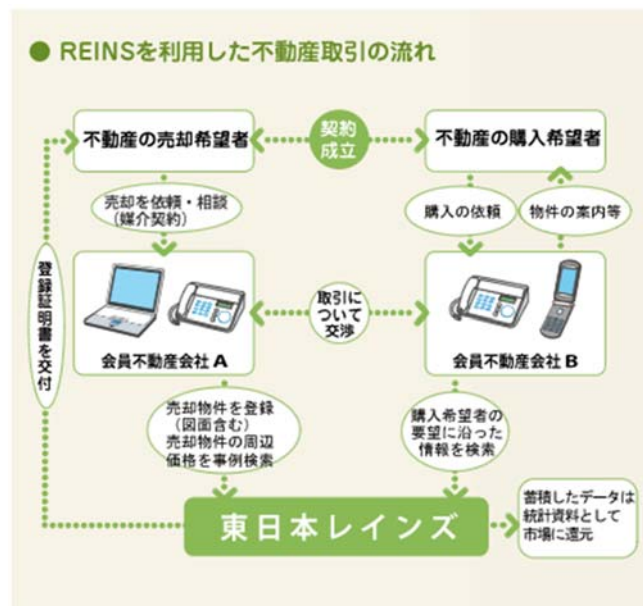 ● REINSを利用した不動産取引の流れ
不動産の売却希望者
契約
成立
不動産の購入希望者
売却を依頼・相談
(媒介契約)
購入の依頼
物件の案内等
登録証明書を交付
会員不動産会社 A
取引に
ついて
交渉
会員不動産会社 B
売却物件を登録
(図面含む)
売却物件の周辺
価格を事例検索
購入希望者の
要望に沿った
情報を検索
東日本レインズ
蓄積したデータは
統計資料として
市場に還元